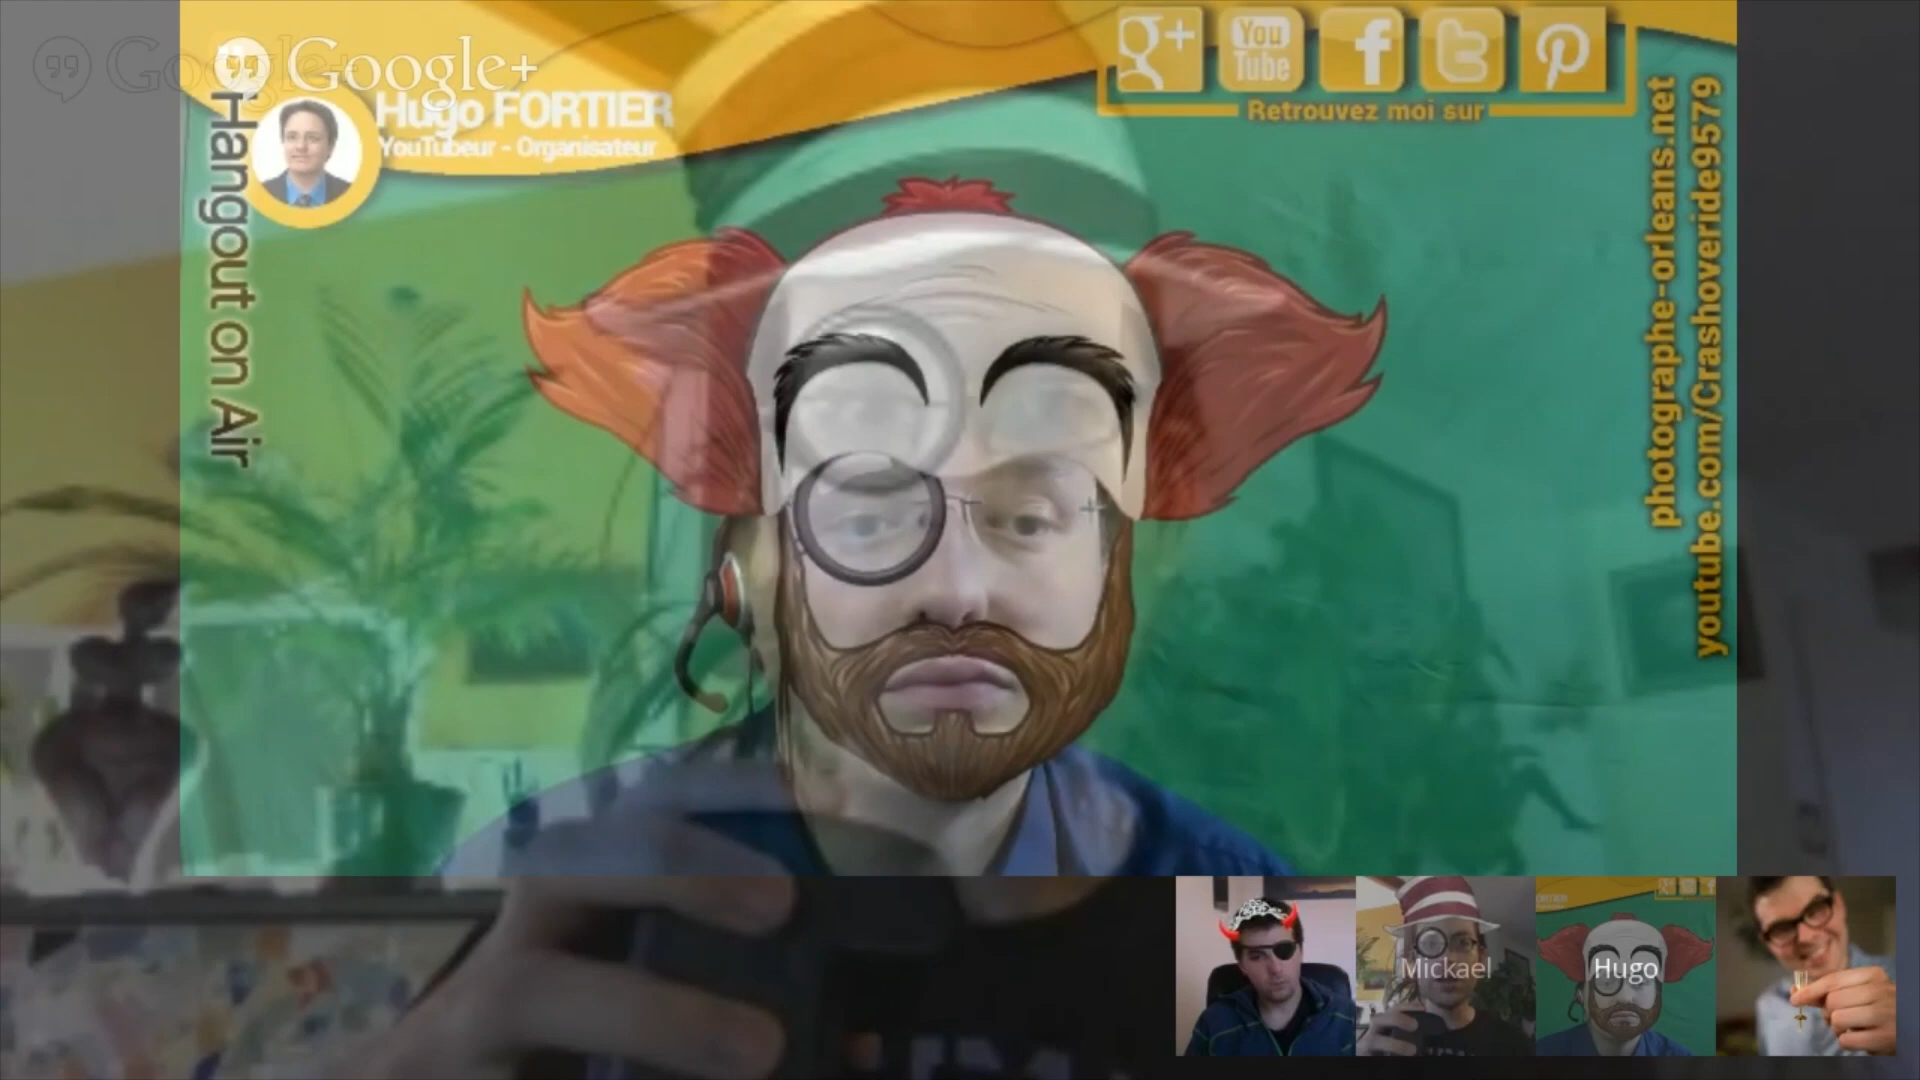 Google+
Google+
Hugo FORTIER
YouTubeur - Organisateur
Hangout on Air
g+
You
Tube
f
t
p
Retrouvez moi sur
photographe-orleans.net
youtube.com/Crashoveride9579
Mickael
Hugo